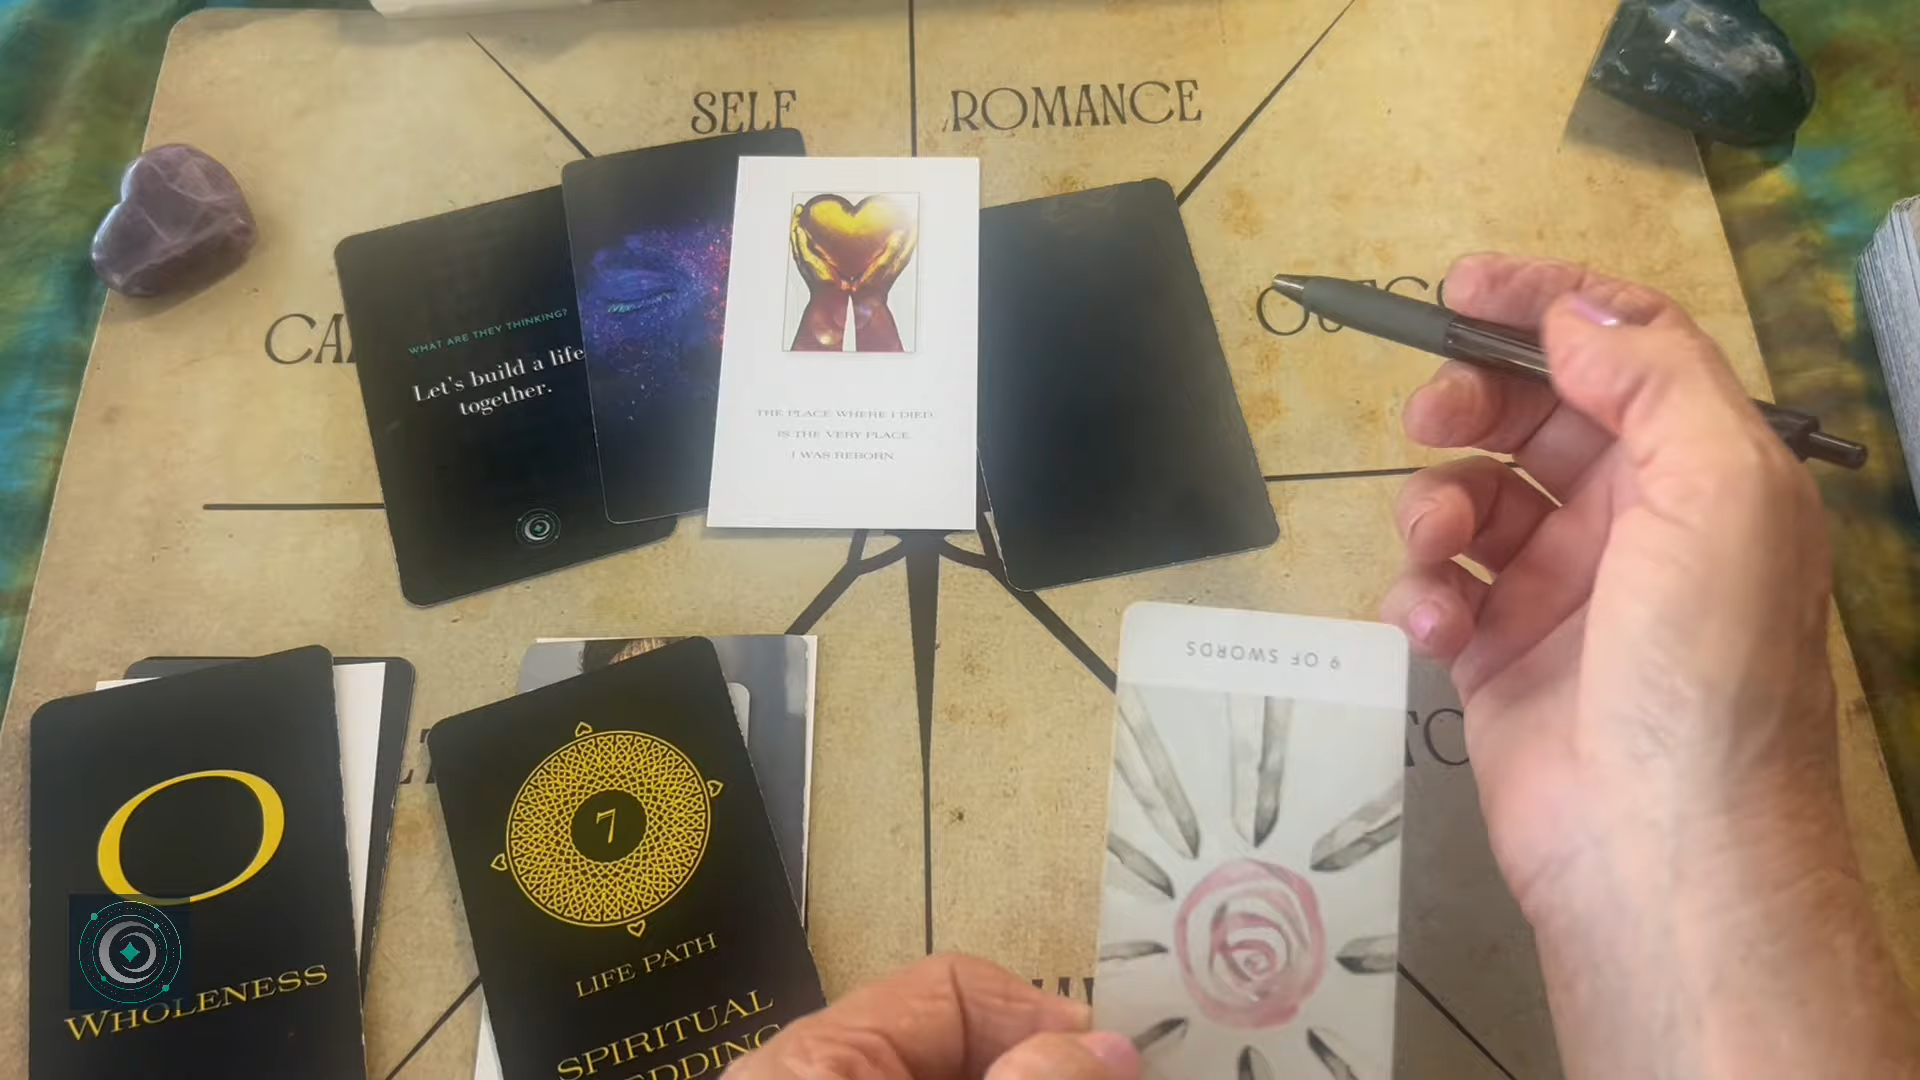 SELF
ROMANCE
WHAT ARE THEY THINKING?
Let's build a life
together.
THE PLACE WHERE I DIED,
IS THE VERY PLACE
I WAS REBORN
9 OF SWORDS
O
WHOLENESS
7
LIFE PATH
SPIRITUAL